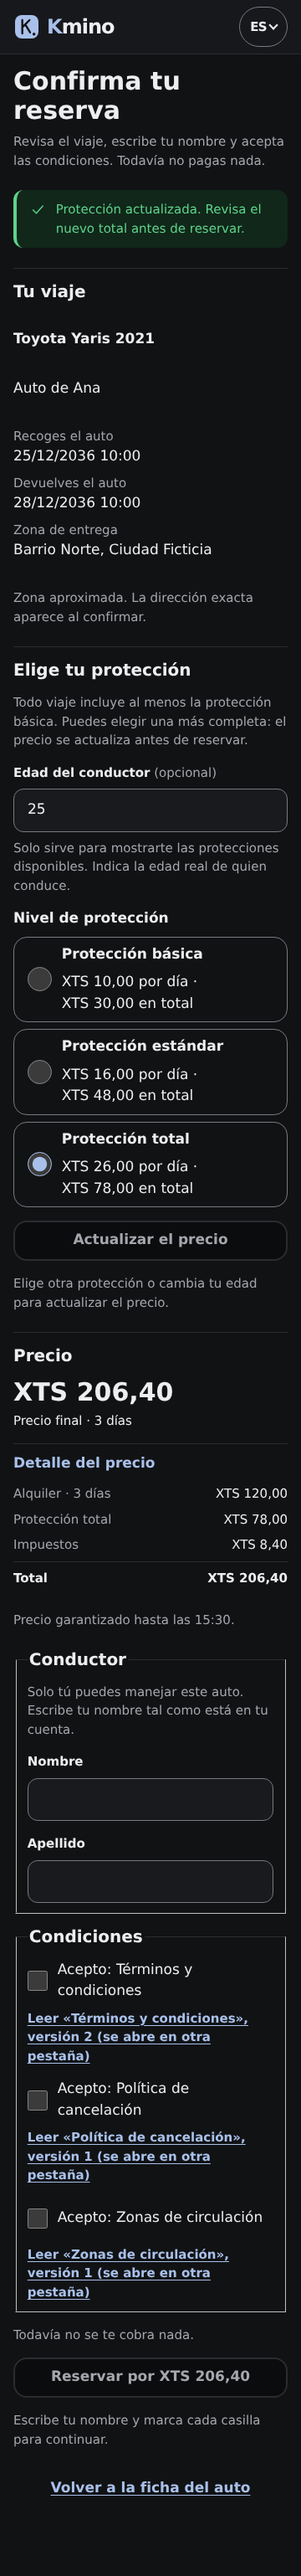 K Kmino
ES
Confirma tu
reserva
Revisa el viaje, escribe tu nombre y acepta
las condiciones. Todavía no pagas nada.
Protección actualizada. Revisa el
nuevo total antes de reservar.
Tu viaje
Toyota Yaris 2021
Auto de Ana
Recoges el auto
25/12/2036 10:00
Devuelves el auto
28/12/2036 10:00
Zona de entrega
Barrio Norte, Ciudad Ficticia
Zona aproximada. La dirección exacta
aparece al confirmar.
Elige tu protección
Todo viaje incluye al menos la protección
básica. Puedes elegir una más completa: el
precio se actualiza antes de reservar.
Edad del conductor (opcional)
25
Solo sirve para mostrarte las protecciones
disponibles. Indica la edad real de quien
conduce.
Nivel de protección
Protección básica
XTS 10,00 por día ·
XTS 30,00 en total
Protección estándar
XTS 16,00 por día ·
XTS 48,00 en total
Protección total
XTS 26,00 por día ·
XTS 78,00 en total
Actualizar el precio
Elige otra protección o cambia tu edad
para actualizar el precio.
Precio
XTS 206,40
Precio final · 3 días
Detalle del precio
Alquiler · 3 días XTS 120,00
Protección total XTS 78,00
Impuestos XTS 8,40
Total XTS 206,40
Precio garantizado hasta las 15:30.
Conductor
Solo tú puedes manejar este auto.
Escribe tu nombre tal como está en tu
cuenta.
Nombre
Apellido
Condiciones
Acepto: Términos y
condiciones
Leer «Términos y condiciones»,
versión 2 (se abre en otra
pestaña)
Acepto: Política de
cancelación
Leer «Política de cancelación»,
versión 1 (se abre en otra
pestaña)
Acepto: Zonas de circulación
Leer «Zonas de circulación»,
versión 1 (se abre en otra
pestaña)
Todavía no se te cobra nada.
Reservar por XTS 206,40
Escribe tu nombre y marca cada casilla
para continuar.
Volver a la ficha del auto